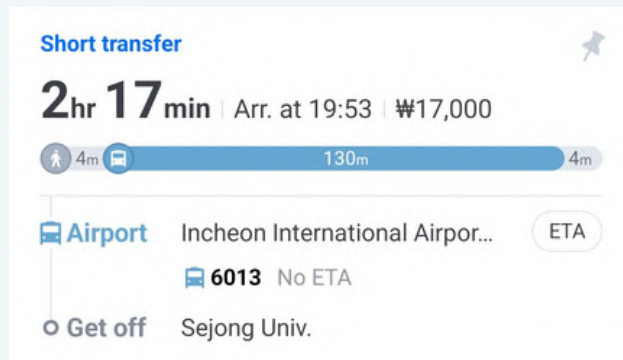 Short transfer
2hr 17min Arr. at 19:53 ₩17,000
4m 130m 4m
Airport Incheon International Airpor... ETA
6013 No ETA
Get off Sejong Univ.